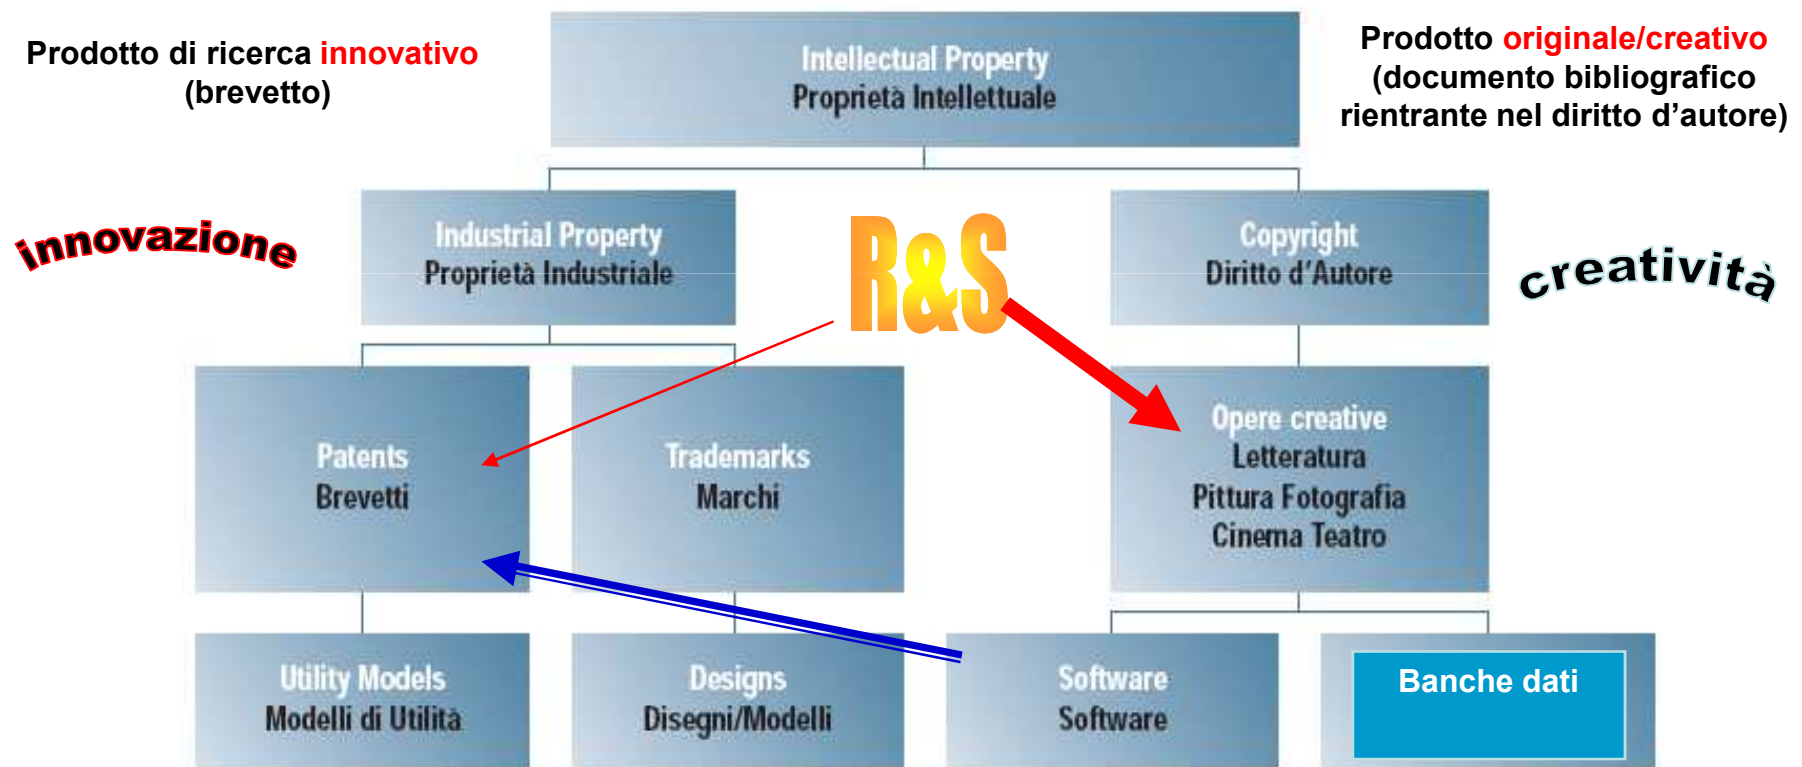 Prodotto di ricerca innovativo
(brevetto)
Intellectual Property
Proprietà Intellettuale
Prodotto originale/creativo
(documento bibliografico
rientrante nel diritto d’autore)
innovazione
Industrial Property
Proprietà Industriale
R&S
Copyright
Diritto d’Autore
creatività
Patents
Brevetti
Trademarks
Marchi
Opere creative
Letteratura
Pittura Fotografia
Cinema Teatro
Utility Models
Modelli di Utilità
Designs
Disegni/Modelli
Software
Software
Banche dati